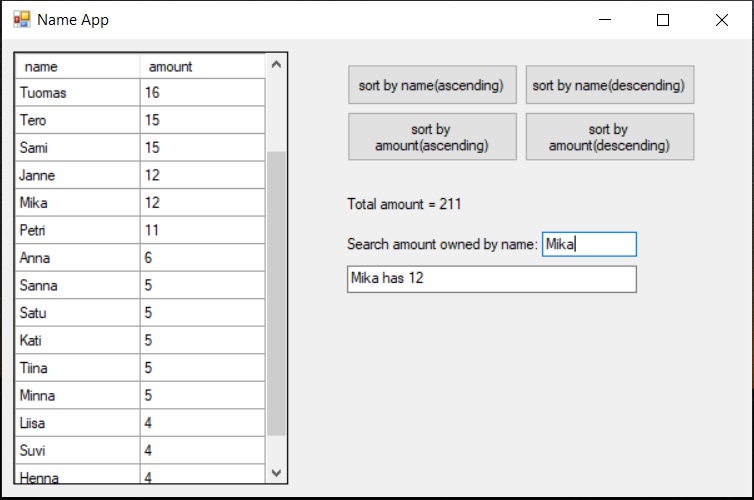 Name App
name amount
Tuomas 16
Tero 15
Sami 15
Janne 12
Mika 12
Petri 11
Anna 6
Sanna 5
Satu 5
Kati 5
Tiina 5
Minna 5
Liisa 4
Suvi 4
Henna 4
sort by name(ascending)
sort by name(descending)
sort by
amount(ascending)
sort by
amount(descending)
Total amount = 211
Search amount owned by name: Mika
Mika has 12